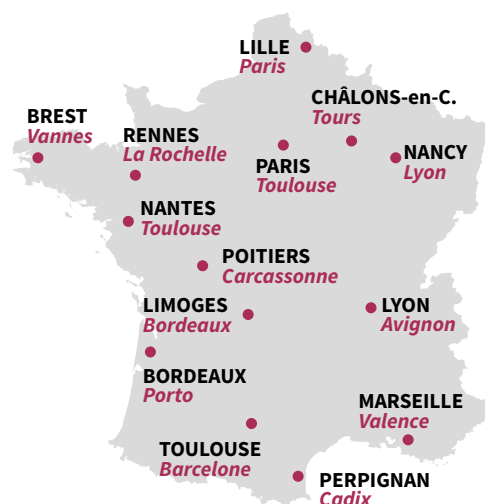 LILLE
Paris
CHÂLONS-en-C.
Tours
BREST
Vannes
RENNES
La Rochelle
PARIS
Toulouse
NANCY
Lyon
NANTES
Toulouse
POITIERS
Carcassonne
LIMOGES
Bordeaux
LYON
Avignon
BORDEAUX
Porto
MARSEILLE
Valence
TOULOUSE
Barcelone
PERPIGNAN
Cadix